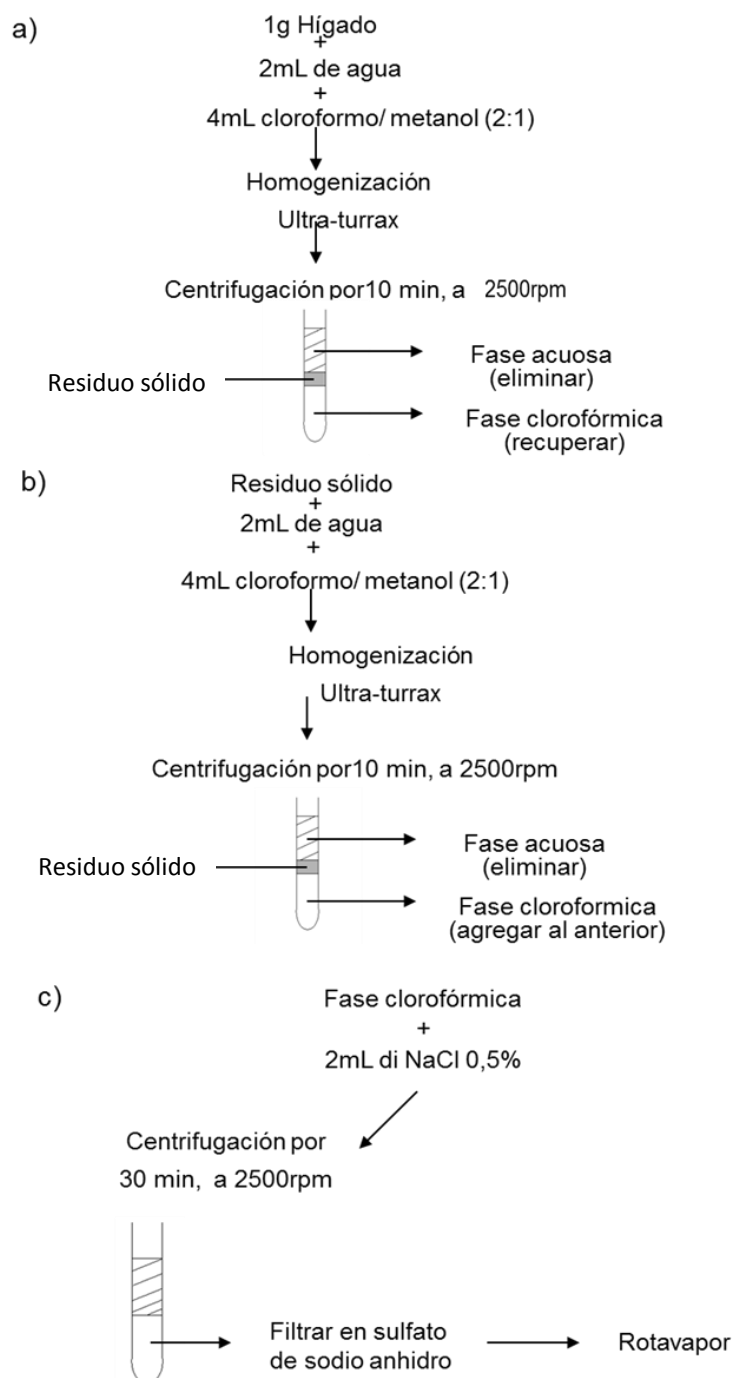 a)
1g Hígado
+
2mL de agua
+
4mL cloroformo/ metanol (2:1)
Homogenización
Ultra-turrax
Centrifugación por10 min, a 2500rpm
Fase acuosa
(eliminar)
Residuo sólido
Fase clorofórmica
(recuperar)
b)
Residuo sólido
+
2mL de agua
+
4mL cloroformo/ metanol (2:1)
Homogenización
Ultra-turrax
Centrifugación por10 min, a 2500rpm
Fase acuosa
(eliminar)
Residuo sólido
Fase cloroformica
(agregar al anterior)
c)
Fase clorofórmica
+
2mL di NaCl 0,5%
Centrifugación por
30 min, a 2500rpm
Filtrar en sulfato
de sodio anhidro
Rotavapor